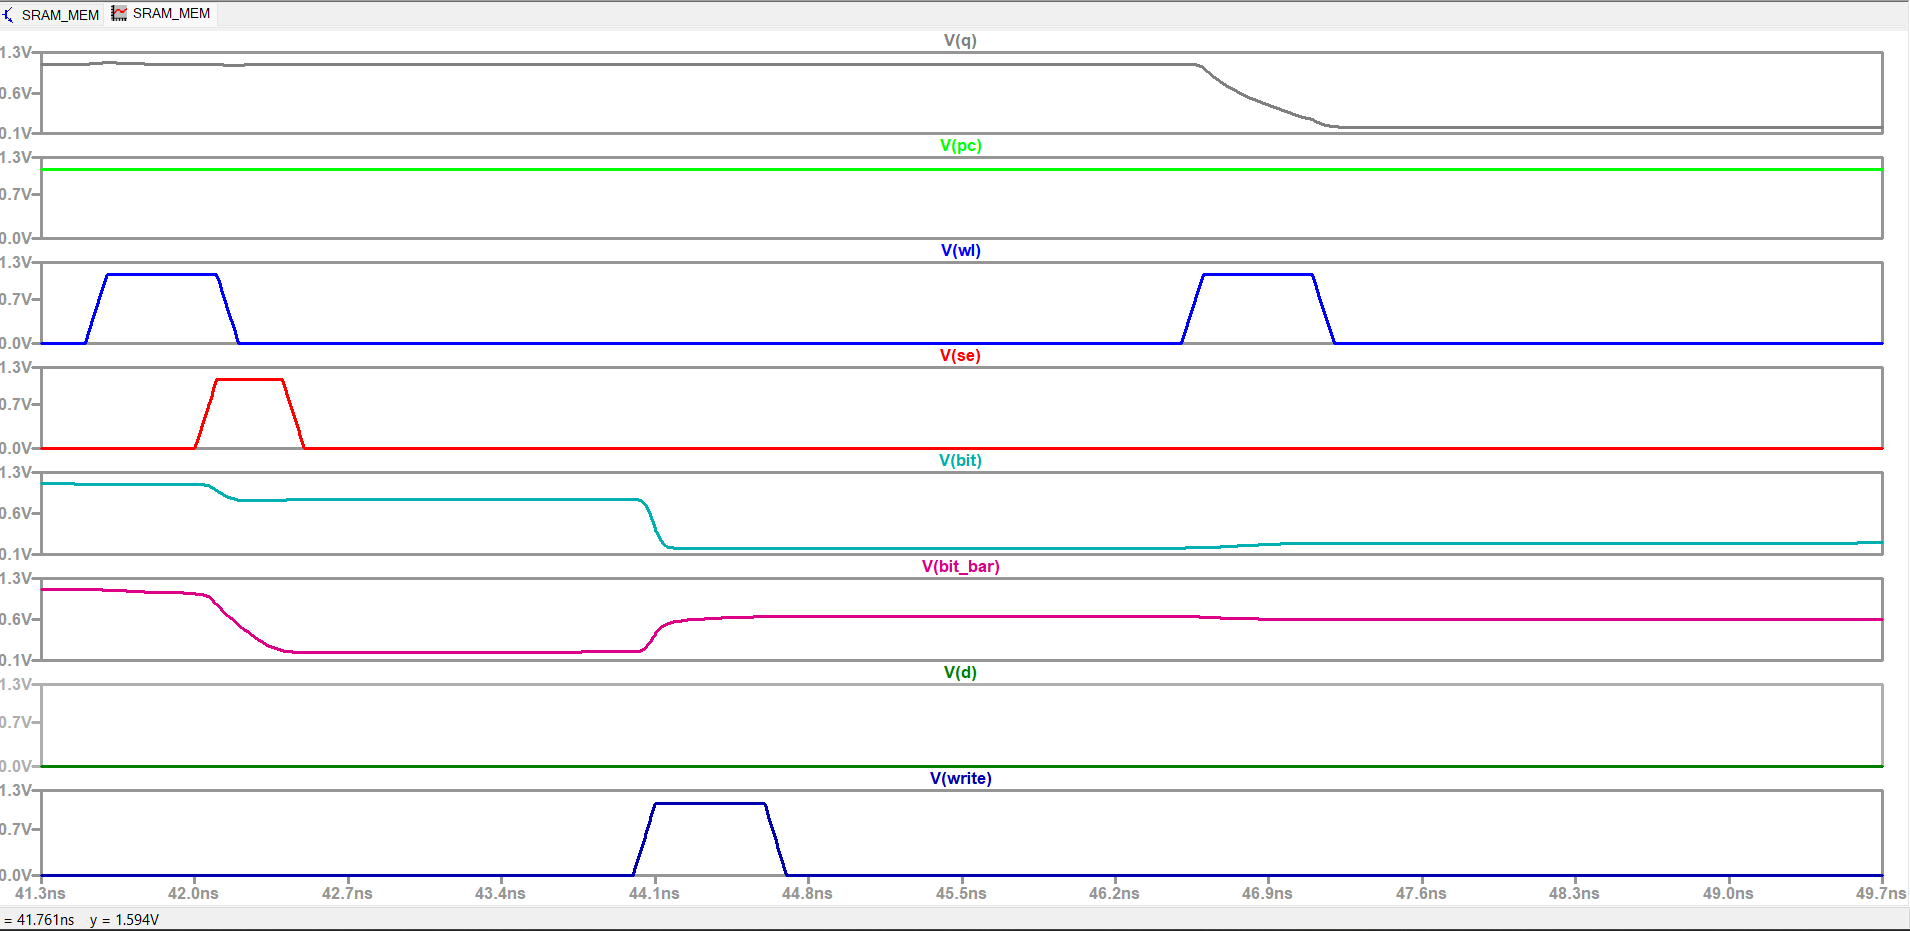 SRAM_MEM SRAM_MEM
V(q)
1.3V
0.6V
0.1V
V(pc)
1.3V
0.7V
0.0V
V(wl)
1.3V
0.7V
0.0V
V(se)
1.3V
0.7V
0.0V
V(bit)
1.3V
0.6V
0.1V
V(bit_bar)
1.3V
0.6V
0.1V
V(d)
1.3V
0.7V
0.0V
V(write)
1.3V
0.7V
0.0V
41.3ns 42.0ns 42.7ns 43.4ns 44.1ns 44.8ns 45.5ns 46.2ns 46.9ns 47.6ns 48.3ns 49.0ns 49.7ns
= 41.761ns y = 1.594V